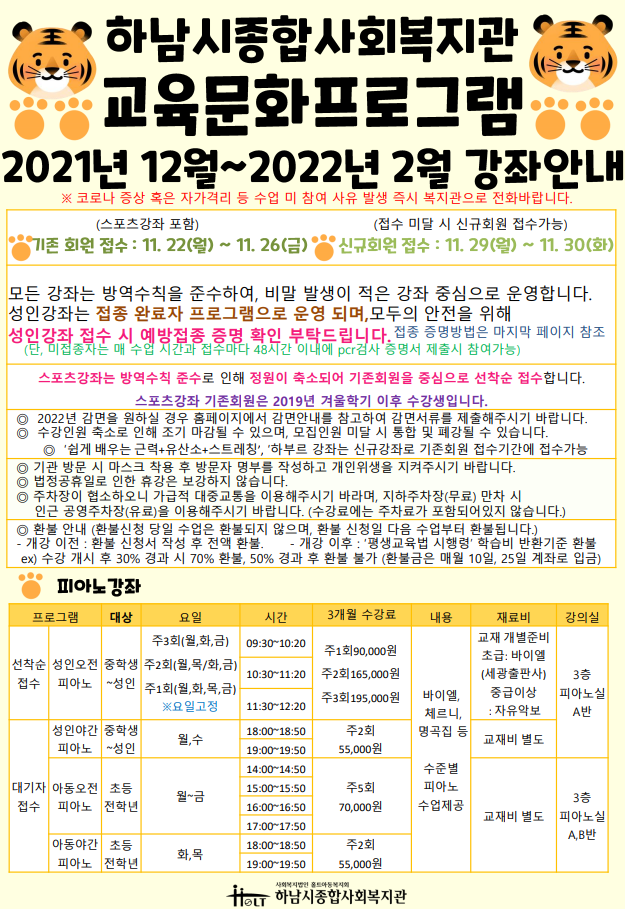 하남시종합사회복지관
교육문화프로그램
2021년 12월~2022년 2월 강좌안내
※ 코로나 증상 혹은 자가격리 등 수업 미 참여 사유 발생 즉시 복지관으로 전화바랍니다.
(스포츠강좌 포함) (접수 미달 시 신규회원 접수가능)
기존 회원 접수 : 11. 22(월) ~ 11. 26(금) 신규회원 접수 : 11. 29(월) ~ 11. 30(화)
모든 강좌는 방역수칙을 준수하여, 비말 발생이 적은 강좌 중심으로 운영합니다.
성인강좌는 접종 완료자 프로그램으로 운영 되며,모두의 안전을 위해
성인강좌 접수 시 예방접종 증명 확인 부탁드립니다. 접종 증명방법은 마지막 페이지 참조
(단, 미접종자는 매 수업 시간과 접수마다 48시간 이내에 pcr검사 증명서 제출시 참여가능)
스포츠강좌는 방역수칙 준수로 인해 정원이 축소되어 기존회원을 중심으로 선착순 접수합니다.
스포츠강좌 기존회원은 2019년 겨울학기 이후 수강생입니다.
◎ 2022년 감면을 원하실 경우 홈페이지에서 감면안내를 참고하여 감면서류를 제출해주시기 바랍니다.
◎ 수강인원 축소로 인해 조기 마감될 수 있으며, 모집인원 미달 시 통합 및 폐강될 수 있습니다.
◎ '쉽게 배우는 근력+유산소+스트레칭', '하부르 강좌는 신규강좌로 기존회원 접수기간에 접수가능
◎ 기관 방문 시 마스크 착용 후 방문자 명부를 작성하고 개인위생을 지켜주시기 바랍니다.
◎ 법정공휴일로 인한 휴강은 보강하지 않습니다.
◎ 주차장이 협소하오니 가급적 대중교통을 이용해주시기 바라며, 지하주차장(무료) 만차 시
인근 공영주차장(유료)을 이용해주시기 바랍니다. (수강료에는 주차료가 포함되어있지 않습니다.)
◎ 환불 안내 (환불신청 당일 수업은 환불되지 않으며, 환불 신청일 다음 수업부터 환불됩니다.)
- 개강 이전 : 환불 신청서 작성 후 전액 환불. - 개강 이후 : '평생교육법 시행령' 학습비 반환기준 환불
ex) 수강 개시 후 30% 경과 시 70% 환불, 50% 경과 후 환불 불가 (환불금은 매월 10일, 25일 계좌로 입금)
피아노강좌
프로그램 대상 요일 시간 3개월 수강료 내용 재료비 강의실
선착순
접수
성인오전
피아노
중학생
~성인
주3회(월,화,금)
주2회(월,목/화,금)
주1회(월,화,목,금)
※요일고정
09:30~10:20
10:30~11:20
11:30~12:20
주1회90,000원
주2회165,000원
주3회195,000원
바이엘,
체르니,
명곡집 등
수준별
피아노
수업제공
교재 개별준비
초급: 바이엘
(세광출판사)
중급이상
: 자유악보
3층
피아노실
A반
대기자
접수
성인야간
피아노
중학생
~성인
월,수
18:00~18:50
19:00~19:50
주2회
55,000원
교재비 별도
아동오전
피아노
초등
전학년
월~금
14:00~14:50
15:00~15:50
16:00~16:50
17:00~17:50
주5회
70,000원
교재비 별도
3층
피아노실
A,B반
아동야간
피아노
초등
전학년
화,목
18:00~18:50
19:00~19:50
주2회
55,000원
HOLT
사회복지법인 홀트아동복지회
하남시종합사회복지관